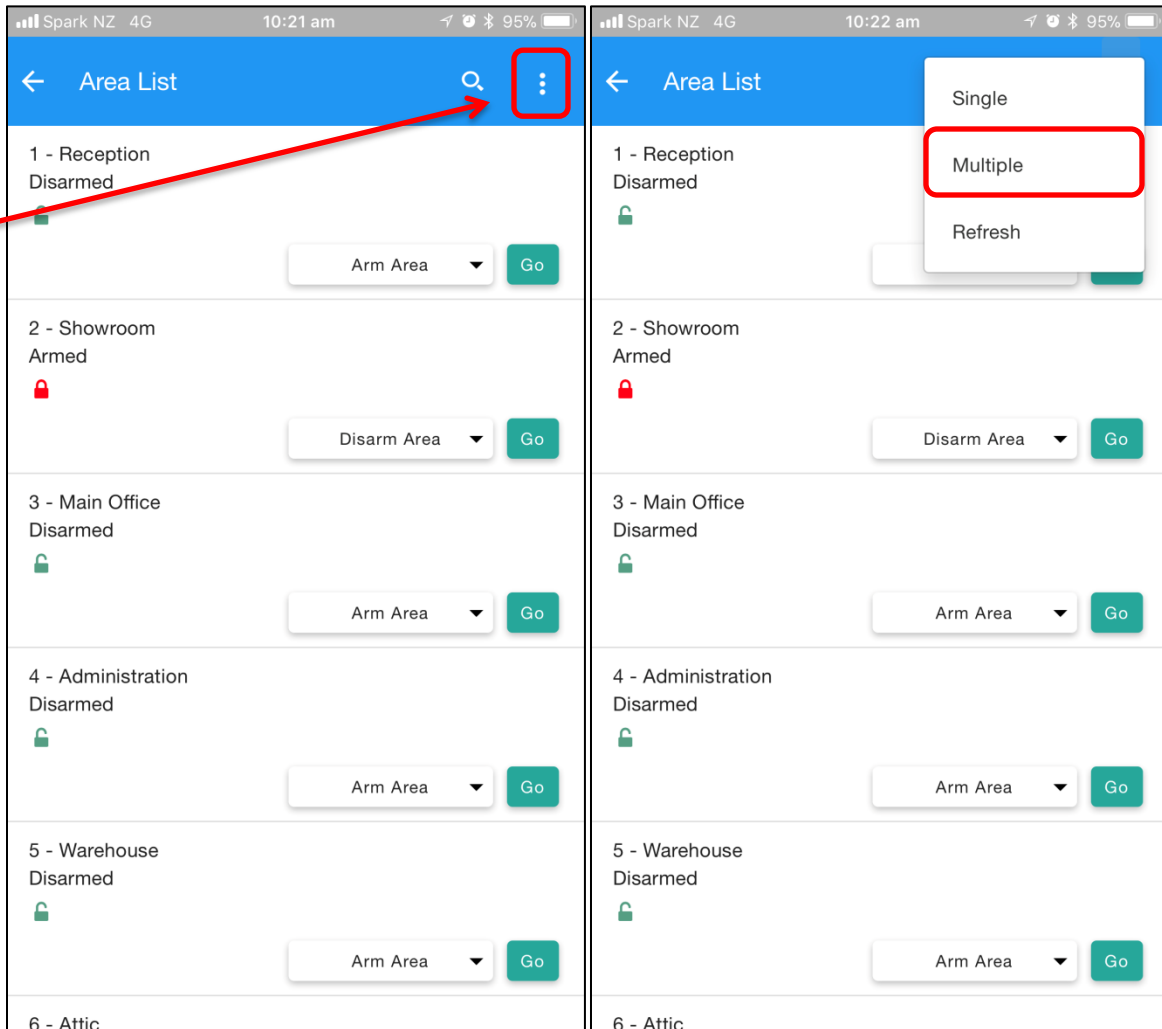 Spark NZ 4G 10:21 am 95%
Area List
1 - Reception
Disarmed
Arm Area Go
2 - Showroom
Armed
Disarm Area Go
3 - Main Office
Disarmed
Arm Area Go
4 - Administration
Disarmed
Arm Area Go
5 - Warehouse
Disarmed
Arm Area Go
6 - Attic
Spark NZ 4G 10:22 am 95%
Area List
Single
Multiple
Refresh
1 - Reception
Disarmed
2 - Showroom
Armed
Disarm Area Go
3 - Main Office
Disarmed
Arm Area Go
4 - Administration
Disarmed
Arm Area Go
5 - Warehouse
Disarmed
Arm Area Go
6 - Attic